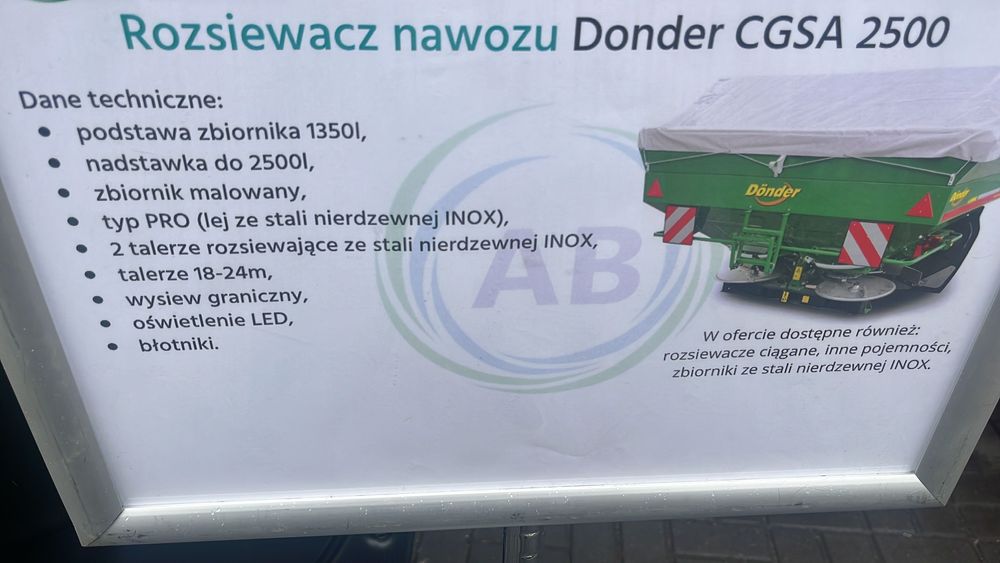 Rozsiewacz nawozu Donder CGSA 2500
Dane techniczne:
• podstawa zbiornika 1350l,
• nadstawka do 2500l,
• zbiornik malowany,
• typ PRO (lej ze stali nierdzewnej INOX),
• 2 talerze rozsiewające ze stali nierdzewnej INOX,
• talerze 18-24m,
• wysiew graniczny,
• oświetlenie LED,
• błotniki.
AB
Dönder
Dönder
W ofercie dostępne również:
rozsiewacze ciągane, inne pojemności,
zbiorniki ze stali nierdzewnej INOX.